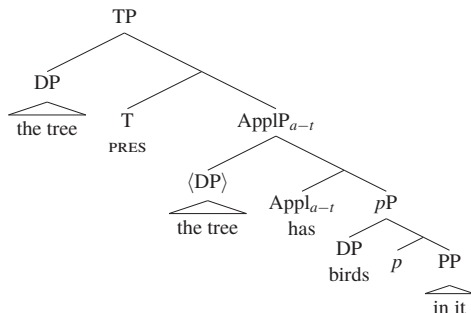 TP
DP
the tree
T
PRES
ApplP_{a−t}
⟨DP⟩
the tree
Appl_{a−t}
has
pP
DP
birds
p
PP
in it